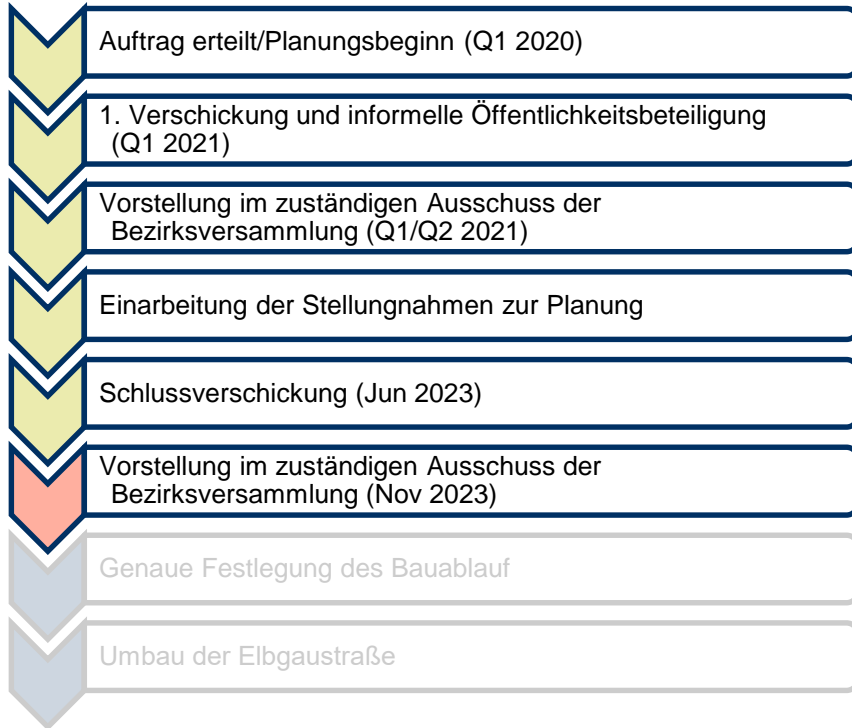 Auftrag erteilt/Planungsbeginn (Q1 2020)
1. Verschickung und informelle Öffentlichkeitsbeteiligung
(Q1 2021)
Vorstellung im zuständigen Ausschuss der
Bezirksversammlung (Q1/Q2 2021)
Einarbeitung der Stellungnahmen zur Planung
Schlussverschickung (Jun 2023)
Vorstellung im zuständigen Ausschuss der
Bezirksversammlung (Nov 2023)
Genaue Festlegung des Bauablauf
Umbau der Elbgaustraße